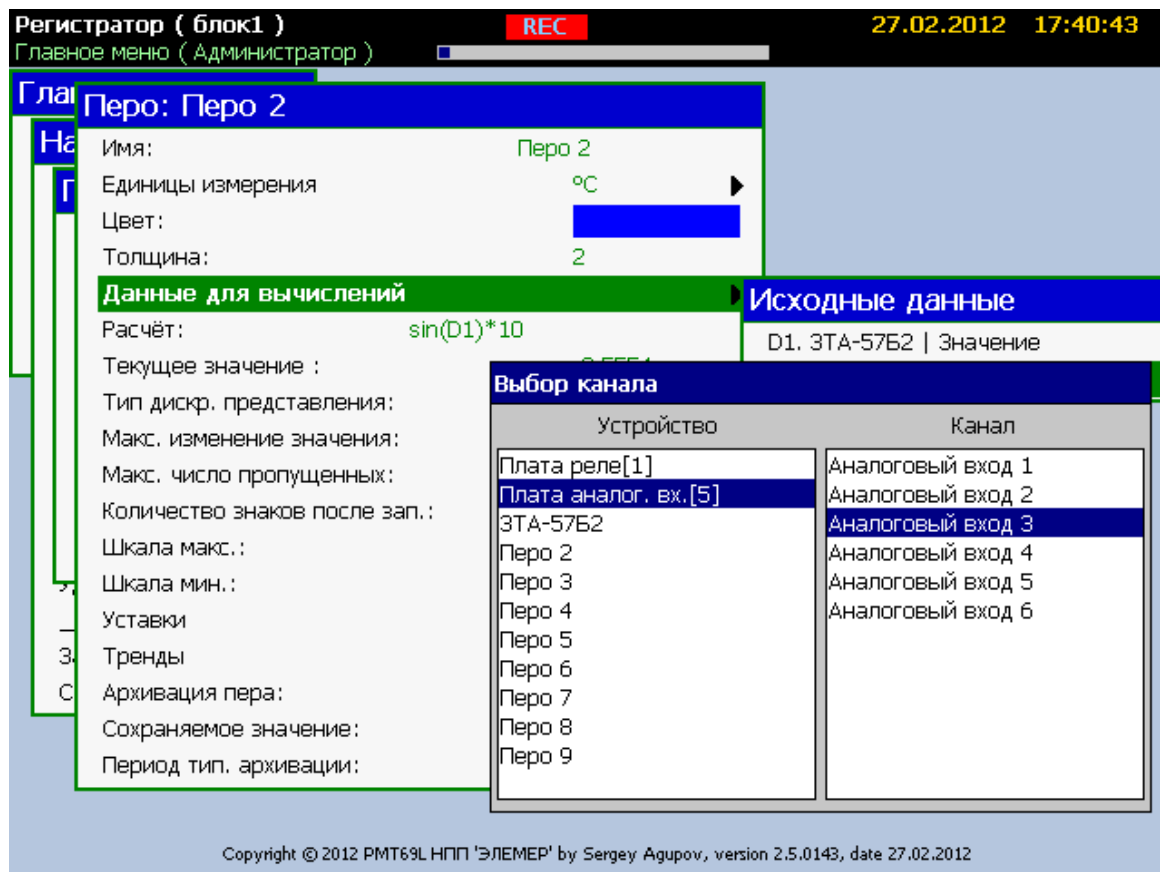 Регистратор ( блок1 )
REC
27.02.2012 17:40:43
Главное меню ( Администратор )
Перо: Перо 2
Имя: Перо 2
Единицы измерения °C
Цвет:
Толщина: 2
Данные для вычислений
Исходные данные
Расчёт: sin(D1)*10
D1. ЗТА-57Б2 | Значение
Текущее значение :
Выбор канала
Тип дискр. представления:
Устройство Канал
Макс. изменение значения:
Плата реле[1] Аналоговый вход 1
Макс. число пропущенных:
Плата аналог. вх.[5] Аналоговый вход 2
Количество знаков после зап.:
ЗТА-57Б2 Аналоговый вход 3
Шкала макс.:
Перо 2 Аналоговый вход 4
Шкала мин.:
Перо 3 Аналоговый вход 5
Уставки
Перо 4 Аналоговый вход 6
Перо 5
Тренды
Перо 6
Архивация пера:
Перо 7
Сохраняемое значение:
Перо 8
Период тип. архивации:
Перо 9
Copyright © 2012 РМТ69L НПП 'ЭЛЕМЕР' by Sergey Agupov, version 2.5.0143, date 27.02.2012